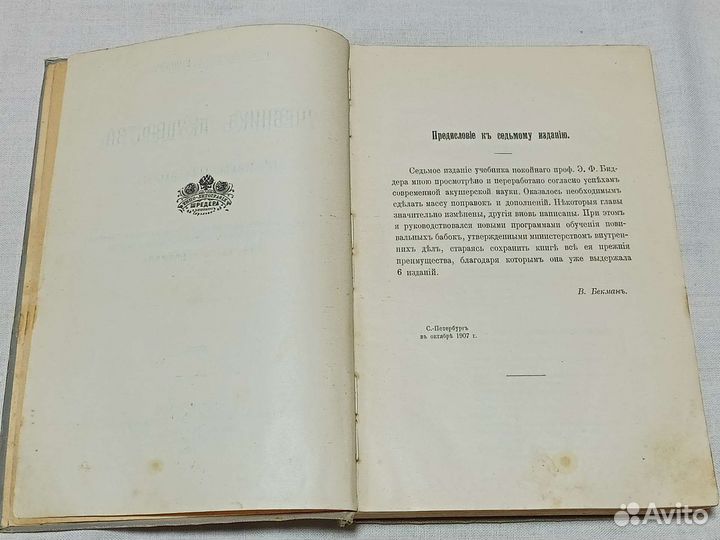 ШРЕДЕРА
Предисловіе къ седьмому изданію.
Седьмое изданіе учебника покойнаго проф. Э. Ф. Бид-
дера мною просмотрѣно и переработано согласно успѣхамъ
современной акушерской науки. Оказалось необходимымъ
сдѣлать массу поправокъ и дополненій. Нѣкоторыя главы
значительно измѣнены, другія вновь написаны. При этомъ
я руководствовался новыми программами обученія пови-
вальныхъ бабокъ, утвержденными министерствомъ внутрен-
нихъ дѣлъ, стараясь сохранить книгѣ всѣ ея прежнія
преимущества, благодаря которымъ она уже выдержала
6 изданій.
В. Бекманъ.
С.-Петербургъ
въ октябрѣ 1907 г.
Avito